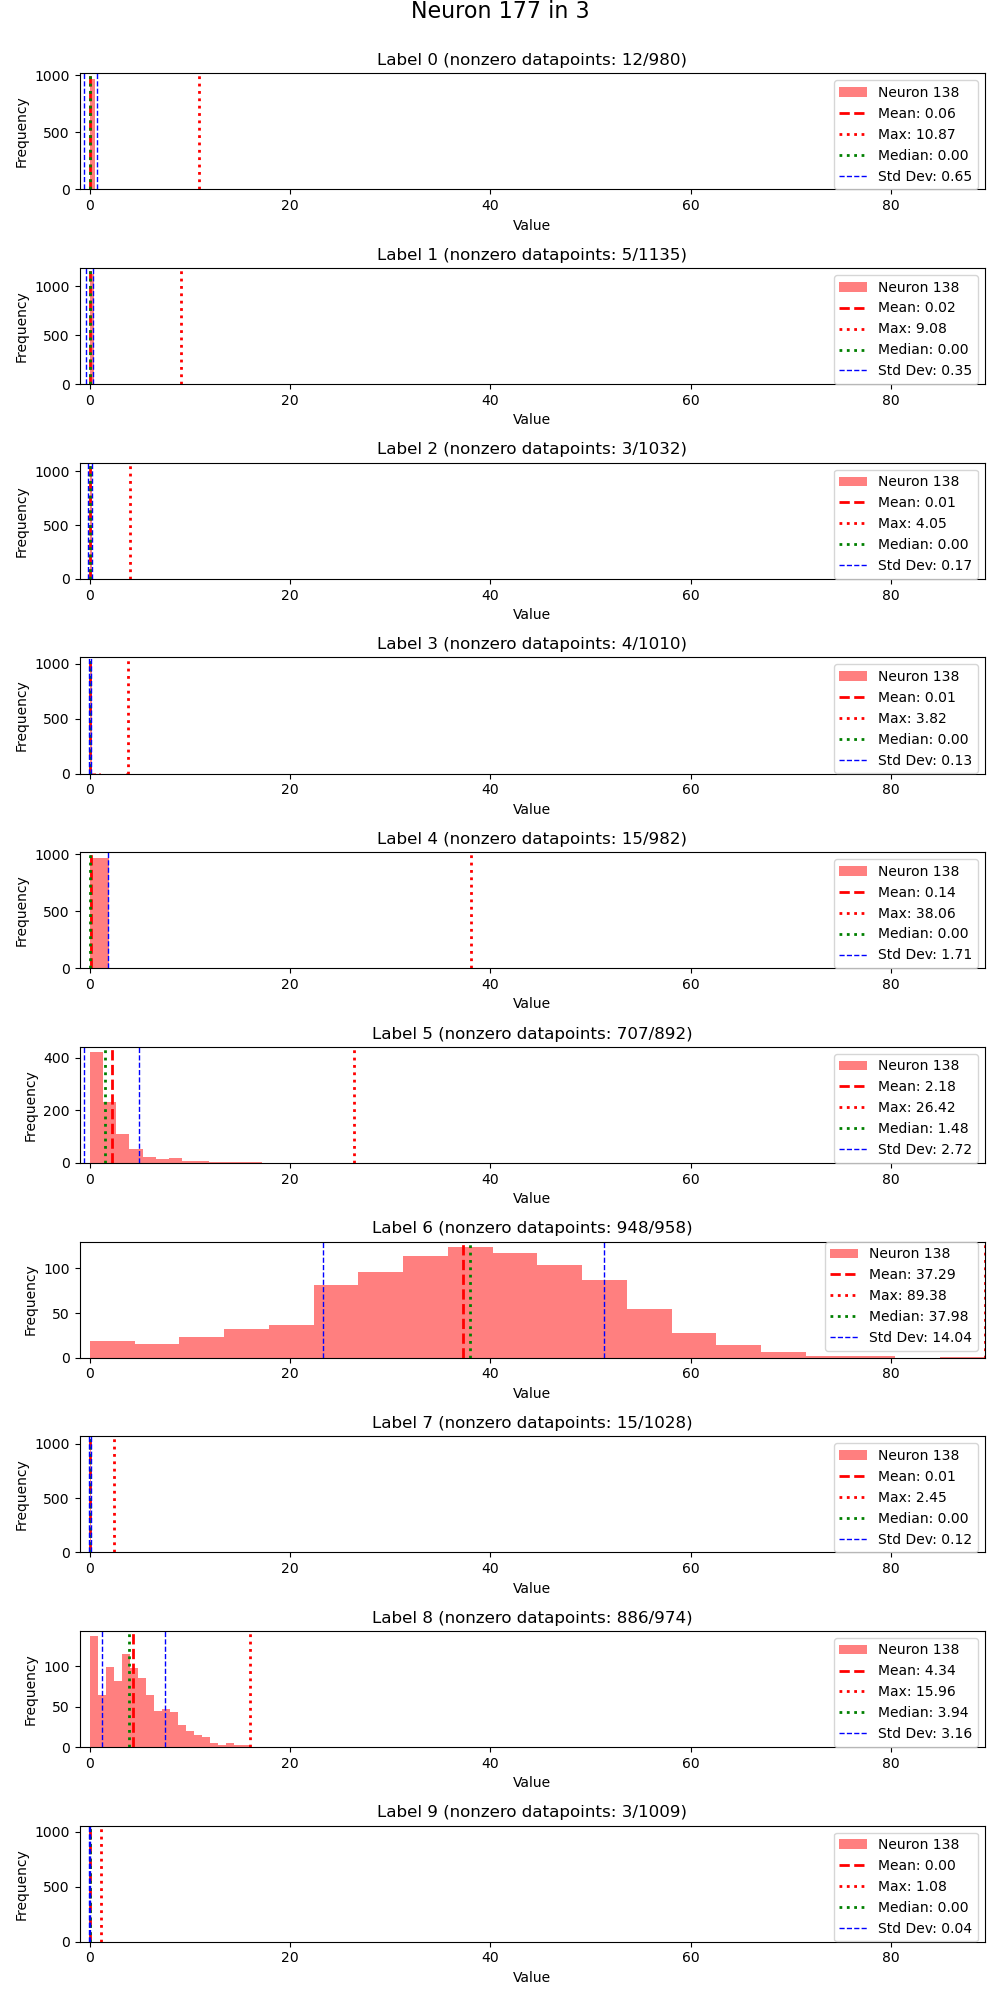 Neuron 177 in 3
Label 0 (nonzero datapoints: 12/980)
Frequency
1000
500
0
Neuron 138
Mean: 0.06
Max: 10.87
Median: 0.00
Std Dev: 0.65
0 20 40 60 80
Value
Label 1 (nonzero datapoints: 5/1135)
Frequency
1000
500
0
Neuron 138
Mean: 0.02
Max: 9.08
Median: 0.00
Std Dev: 0.35
0 20 40 60 80
Value
Label 2 (nonzero datapoints: 3/1032)
Frequency
1000
500
0
Neuron 138
Mean: 0.01
Max: 4.05
Median: 0.00
Std Dev: 0.17
0 20 40 60 80
Value
Label 3 (nonzero datapoints: 4/1010)
Frequency
1000
500
0
Neuron 138
Mean: 0.01
Max: 3.82
Median: 0.00
Std Dev: 0.13
0 20 40 60 80
Value
Label 4 (nonzero datapoints: 15/982)
Frequency
1000
500
0
Neuron 138
Mean: 0.14
Max: 38.06
Median: 0.00
Std Dev: 1.71
0 20 40 60 80
Value
Label 5 (nonzero datapoints: 707/892)
Frequency
400
200
0
Neuron 138
Mean: 2.18
Max: 26.42
Median: 1.48
Std Dev: 2.72
0 20 40 60 80
Value
Label 6 (nonzero datapoints: 948/958)
Frequency
100
50
0
Neuron 138
Mean: 37.29
Max: 89.38
Median: 37.98
Std Dev: 14.04
0 20 40 60 80
Value
Label 7 (nonzero datapoints: 15/1028)
Frequency
1000
500
0
Neuron 138
Mean: 0.01
Max: 2.45
Median: 0.00
Std Dev: 0.12
0 20 40 60 80
Value
Label 8 (nonzero datapoints: 886/974)
Frequency
100
50
0
Neuron 138
Mean: 4.34
Max: 15.96
Median: 3.94
Std Dev: 3.16
0 20 40 60 80
Value
Label 9 (nonzero datapoints: 3/1009)
Frequency
1000
500
0
Neuron 138
Mean: 0.00
Max: 1.08
Median: 0.00
Std Dev: 0.04
0 20 40 60 80
Value